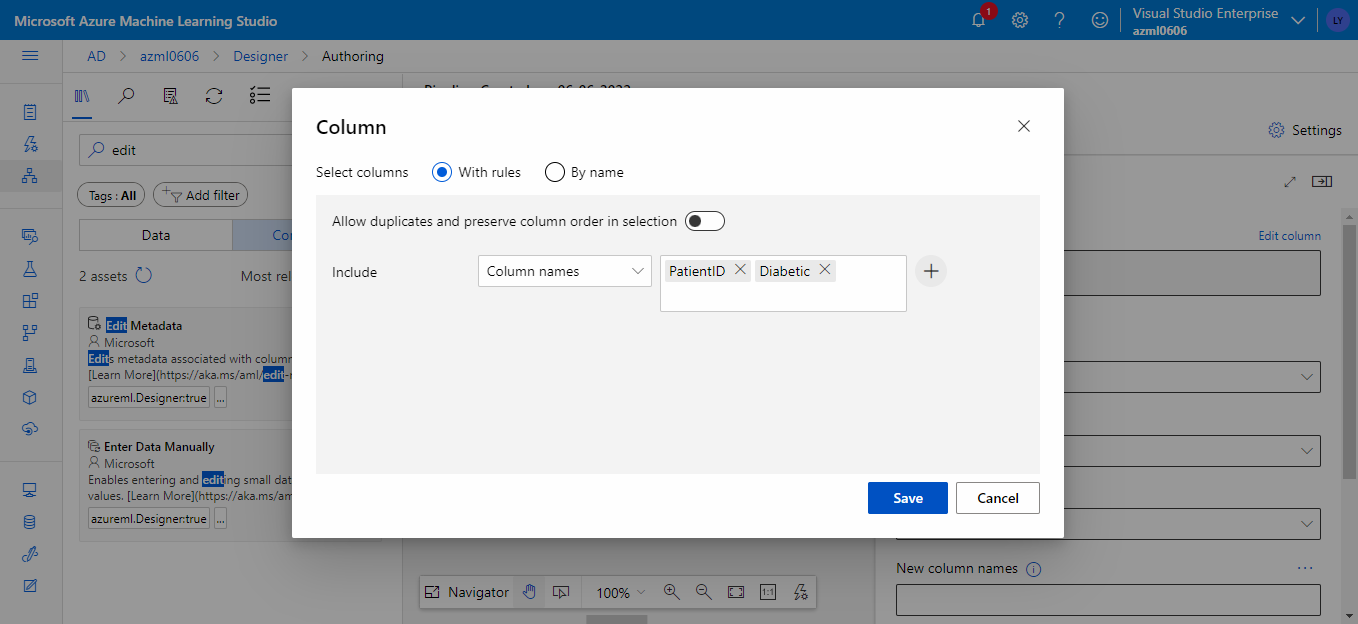 Microsoft Azure Machine Learning Studio
1
Visual Studio Enterprise
azml0606
LY
AD > azml0606 > Designer > Authoring
Settings
edit
Tags : All
Add filter
Data
2 assets
Most rel
Edit Metadata
Microsoft
Edits metadata associated with column
[Learn More](https://aka.ms/aml/edit-
azureml.Designer:true
...
Enter Data Manually
Microsoft
Enables entering and editing small dat
values. [Learn More](https://aka.ms/am
azureml.Designer:true
...
Column
Select columns
With rules
By name
Allow duplicates and preserve column order in selection
Include
Column names
PatientID
Diabetic
Save
Cancel
Edit column
New column names
...
Navigator
100%
1:1